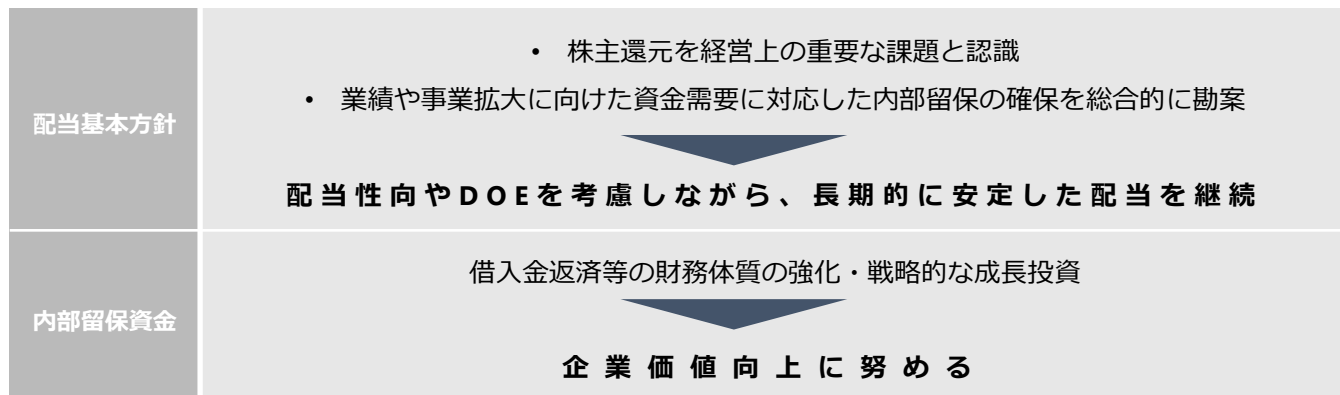 配当基本方針
• 株主還元を経営上の重要な課題と認識
• 業績や事業拡大に向けた資金需要に対応した内部留保の確保を総合的に勘案
配当性向やDOEを考慮しながら、長期的に安定した配当を継続
内部留保資金
借入金返済等の財務体質の強化・戦略的な成長投資
企業価値向上に努める